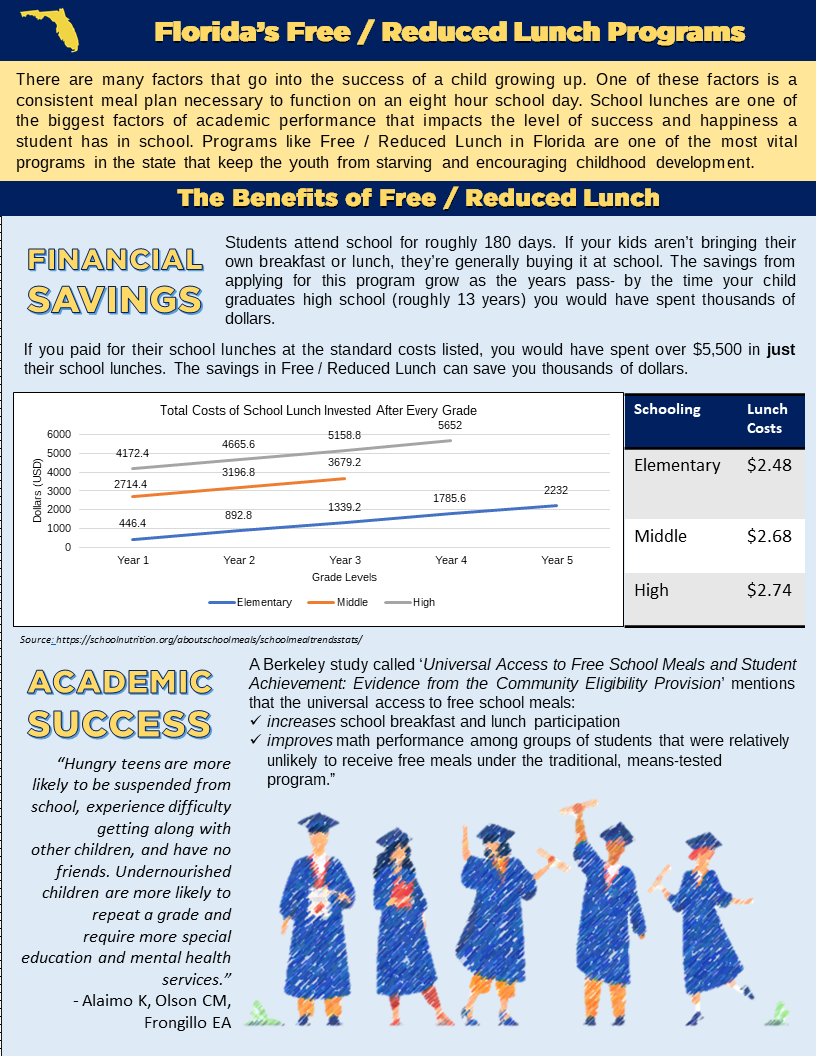 Florida's Free / Reduced Lunch Programs
There are many factors that go into the success of a child growing up. One of these factors is a
consistent meal plan necessary to function on an eight hour school day. School lunches are one of
the biggest factors of academic performance that impacts the level of success and happiness a
student has in school. Programs like Free / Reduced Lunch in Florida are one of the most vital
programs in the state that keep the youth from starving and encouraging childhood development.
The Benefits of Free / Reduced Lunch
FINANCIAL
SAVINGS
Students attend school for roughly 180 days. If your kids aren't bringing their
own breakfast or lunch, they're generally buying it at school. The savings from
applying for this program grow as the years pass- by the time your child
graduates high school (roughly 13 years) you would have spent thousands of
dollars.
If you paid for their school lunches at the standard costs listed, you would have spent over $5,500 in just
their school lunches. The savings in Free / Reduced Lunch can save you thousands of dollars.
Total Costs of School Lunch Invested After Every Grade
Dollars (USD)
6000
5000
4000
3000
2000
1000
0
4172.4
4665.6
5158.8
5652
2714.4
3196.8
3679.2
446.4
892.8
1339.2
1785.6
2232
Year 1
Year 2
Year 3
Year 4
Year 5
Grade Levels
Elementary
Middle
High
Schooling
Lunch
Costs
Elementary $2.48
Middle $2.68
High $2.74
Source: https://schoolnutrition.org/aboutschoolmeals/schoolmealtrendsstats/
ACADEMIC
SUCCESS
A Berkeley study called 'Universal Access to Free School Meals and Student
Achievement: Evidence from the Community Eligibility Provision' mentions
that the universal access to free school meals:
✓ increases school breakfast and lunch participation
✓ improves math performance among groups of students that were relatively
unlikely to receive free meals under the traditional, means-tested
program."
"Hungry teens are more
likely to be suspended from
school, experience difficulty
getting along with
other children, and have no
friends. Undernourished
children are more likely to
repeat a grade and
require more special
education and mental health
services."
- Alaimo K, Olson CM,
Frongillo EA